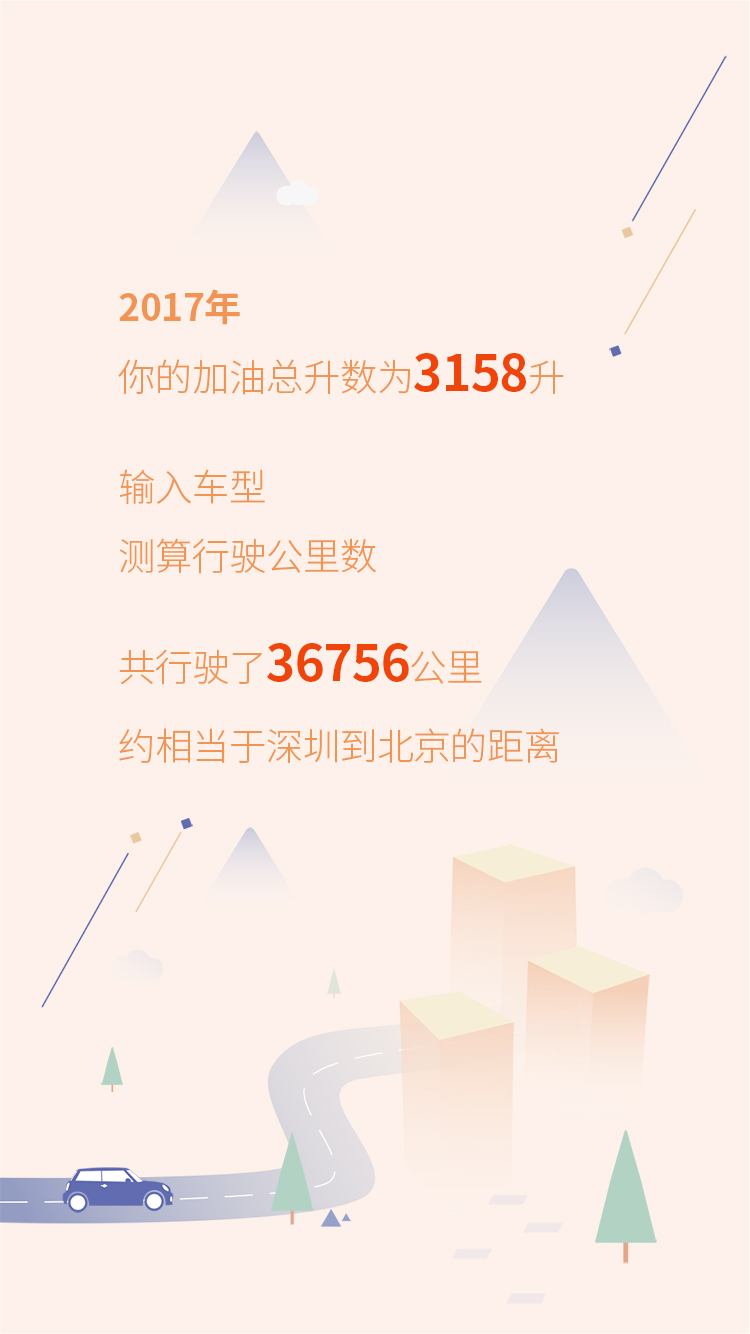 2017年
你的加油总升数为3158升
输入车型
测算行驶公里数
共行驶了36756公里
约相当于深圳到北京的距离